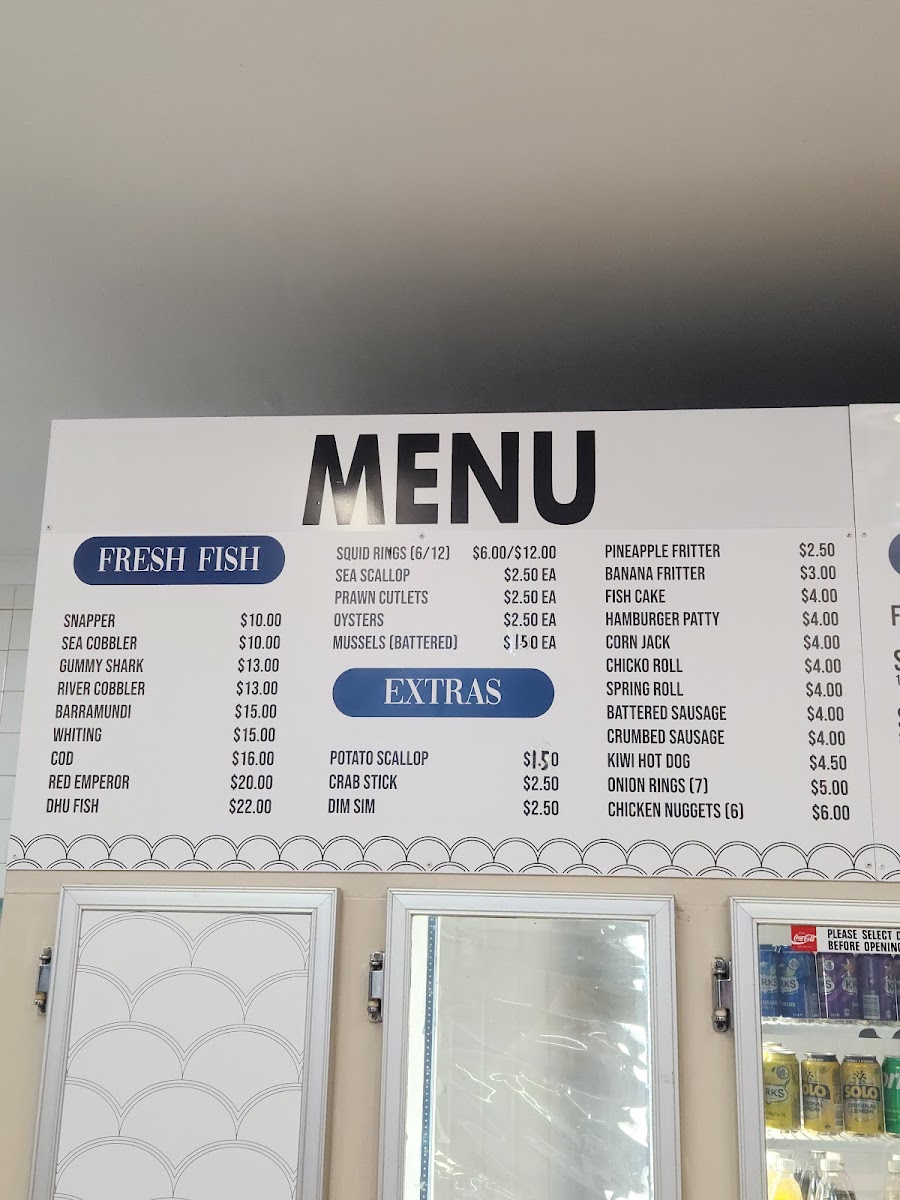 MENU
FRESH FISH
SNAPPER $10.00
SEA COBBLER $10.00
GUMMY SHARK $13.00
RIVER COBBLER $13.00
BARRAMUNDI $15.00
WHITING $15.00
COD $16.00
RED EMPEROR $20.00
DHU FISH $22.00
SQUID RINGS (6/12) $6.00/$12.00
SEA SCALLOP $2.50 EA
PRAWN CUTLETS $2.50 EA
OYSTERS $2.50 EA
MUSSELS (BATTERED) $1.50 EA
EXTRAS
POTATO SCALLOP $1.50
CRAB STICK $2.50
DIM SIM $2.50
PINEAPPLE FRITTER $2.50
BANANA FRITTER $3.00
FISH CAKE $4.00
HAMBURGER PATTY $4.00
CORN JACK $4.00
CHICKO ROLL $4.00
SPRING ROLL $4.00
BATTERED SAUSAGE $4.00
CRUMBED SAUSAGE $4.00
KIWI HOT DOG $4.50
ONION RINGS (7) $5.00
CHICKEN NUGGETS (6) $6.00
Coca-Cola
PLEASE SELECT
BEFORE OPENING
SOLO
SOLO